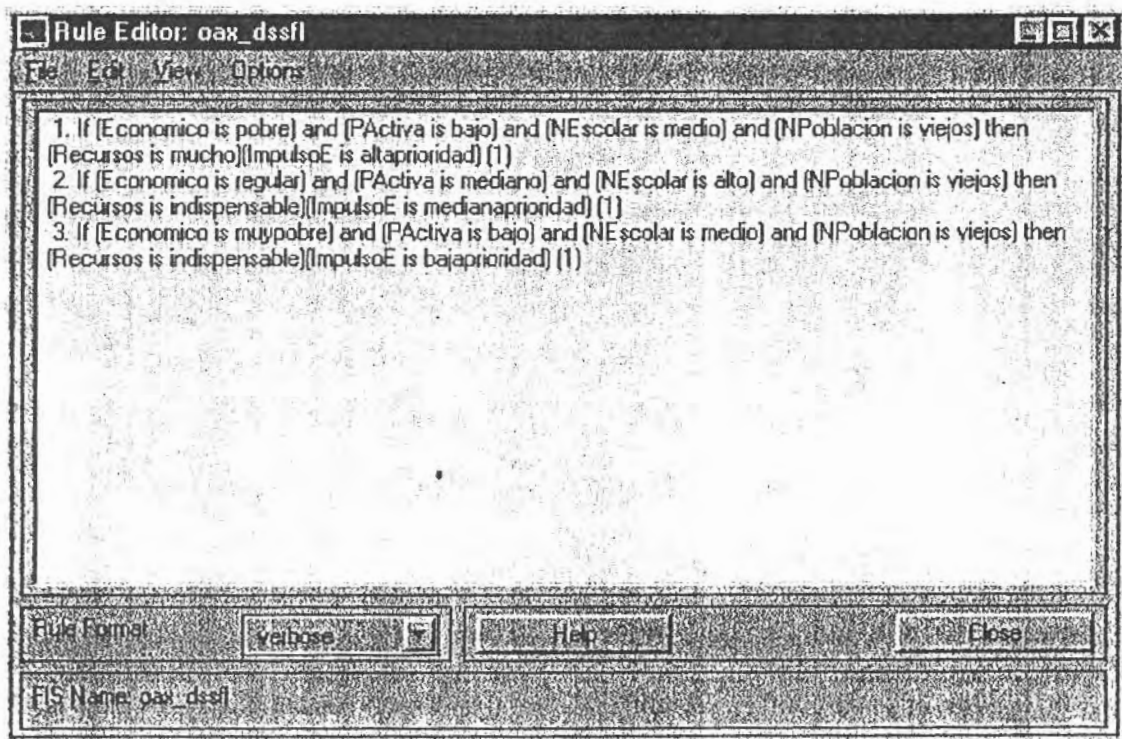 Rule Editor: oax_dssfl
File Edit View Options
1. If (Economico is pobre) and (PActiva is bajo) and (NEscolar is medio) and (NPoblacion is viejos) then
(Recursos is mucho)(ImpulsoE is altaprioridad) (1)
2. If (Economico is regular) and (PActiva is mediano) and (NEscolar is alto) and (NPoblacion is viejos) then
(Recursos is indispensable)(ImpulsoE is medianaprioridad) (1)
3. If (Economico is muypobre) and (PActiva is bajo) and (NEscolar is medio) and (NPoblacion is viejos) then
(Recursos is indispensable)(ImpulsoE is bajaprioridad) (1)
Rule Format verbose Help Close
FIS Name: oax_dssfl